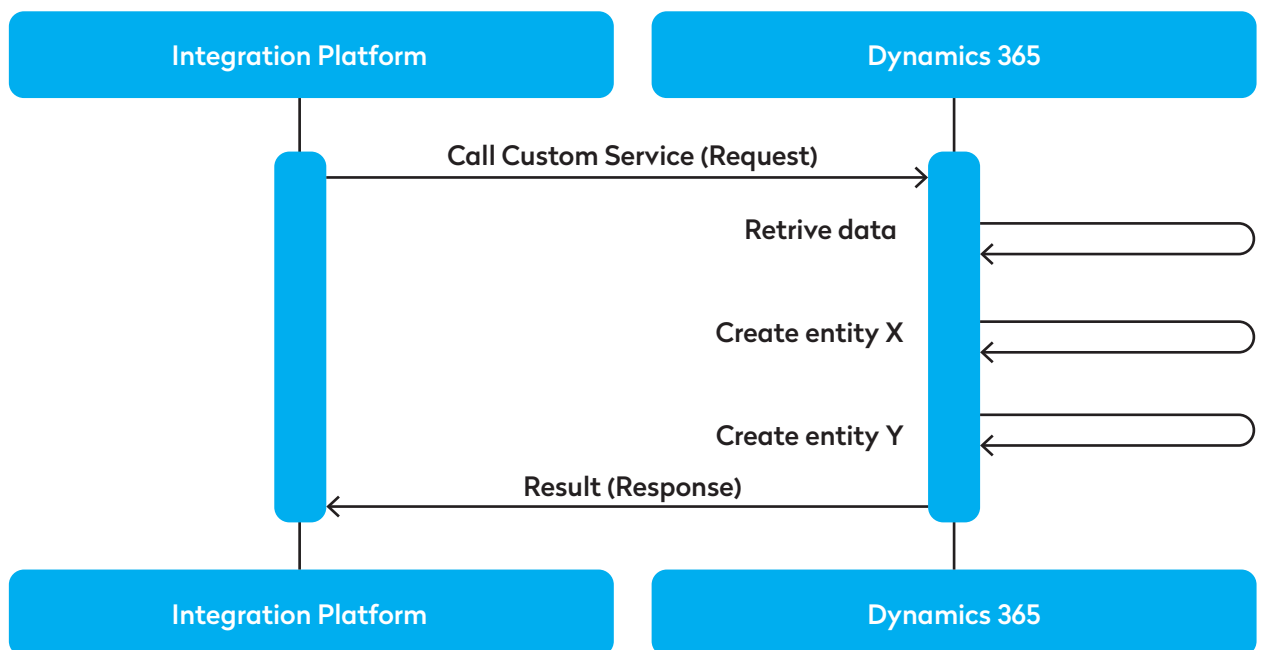 Integration Platform
Dynamics 365
Call Custom Service (Request)
Retrive data
Create entity X
Create entity Y
Result (Response)
Integration Platform
Dynamics 365